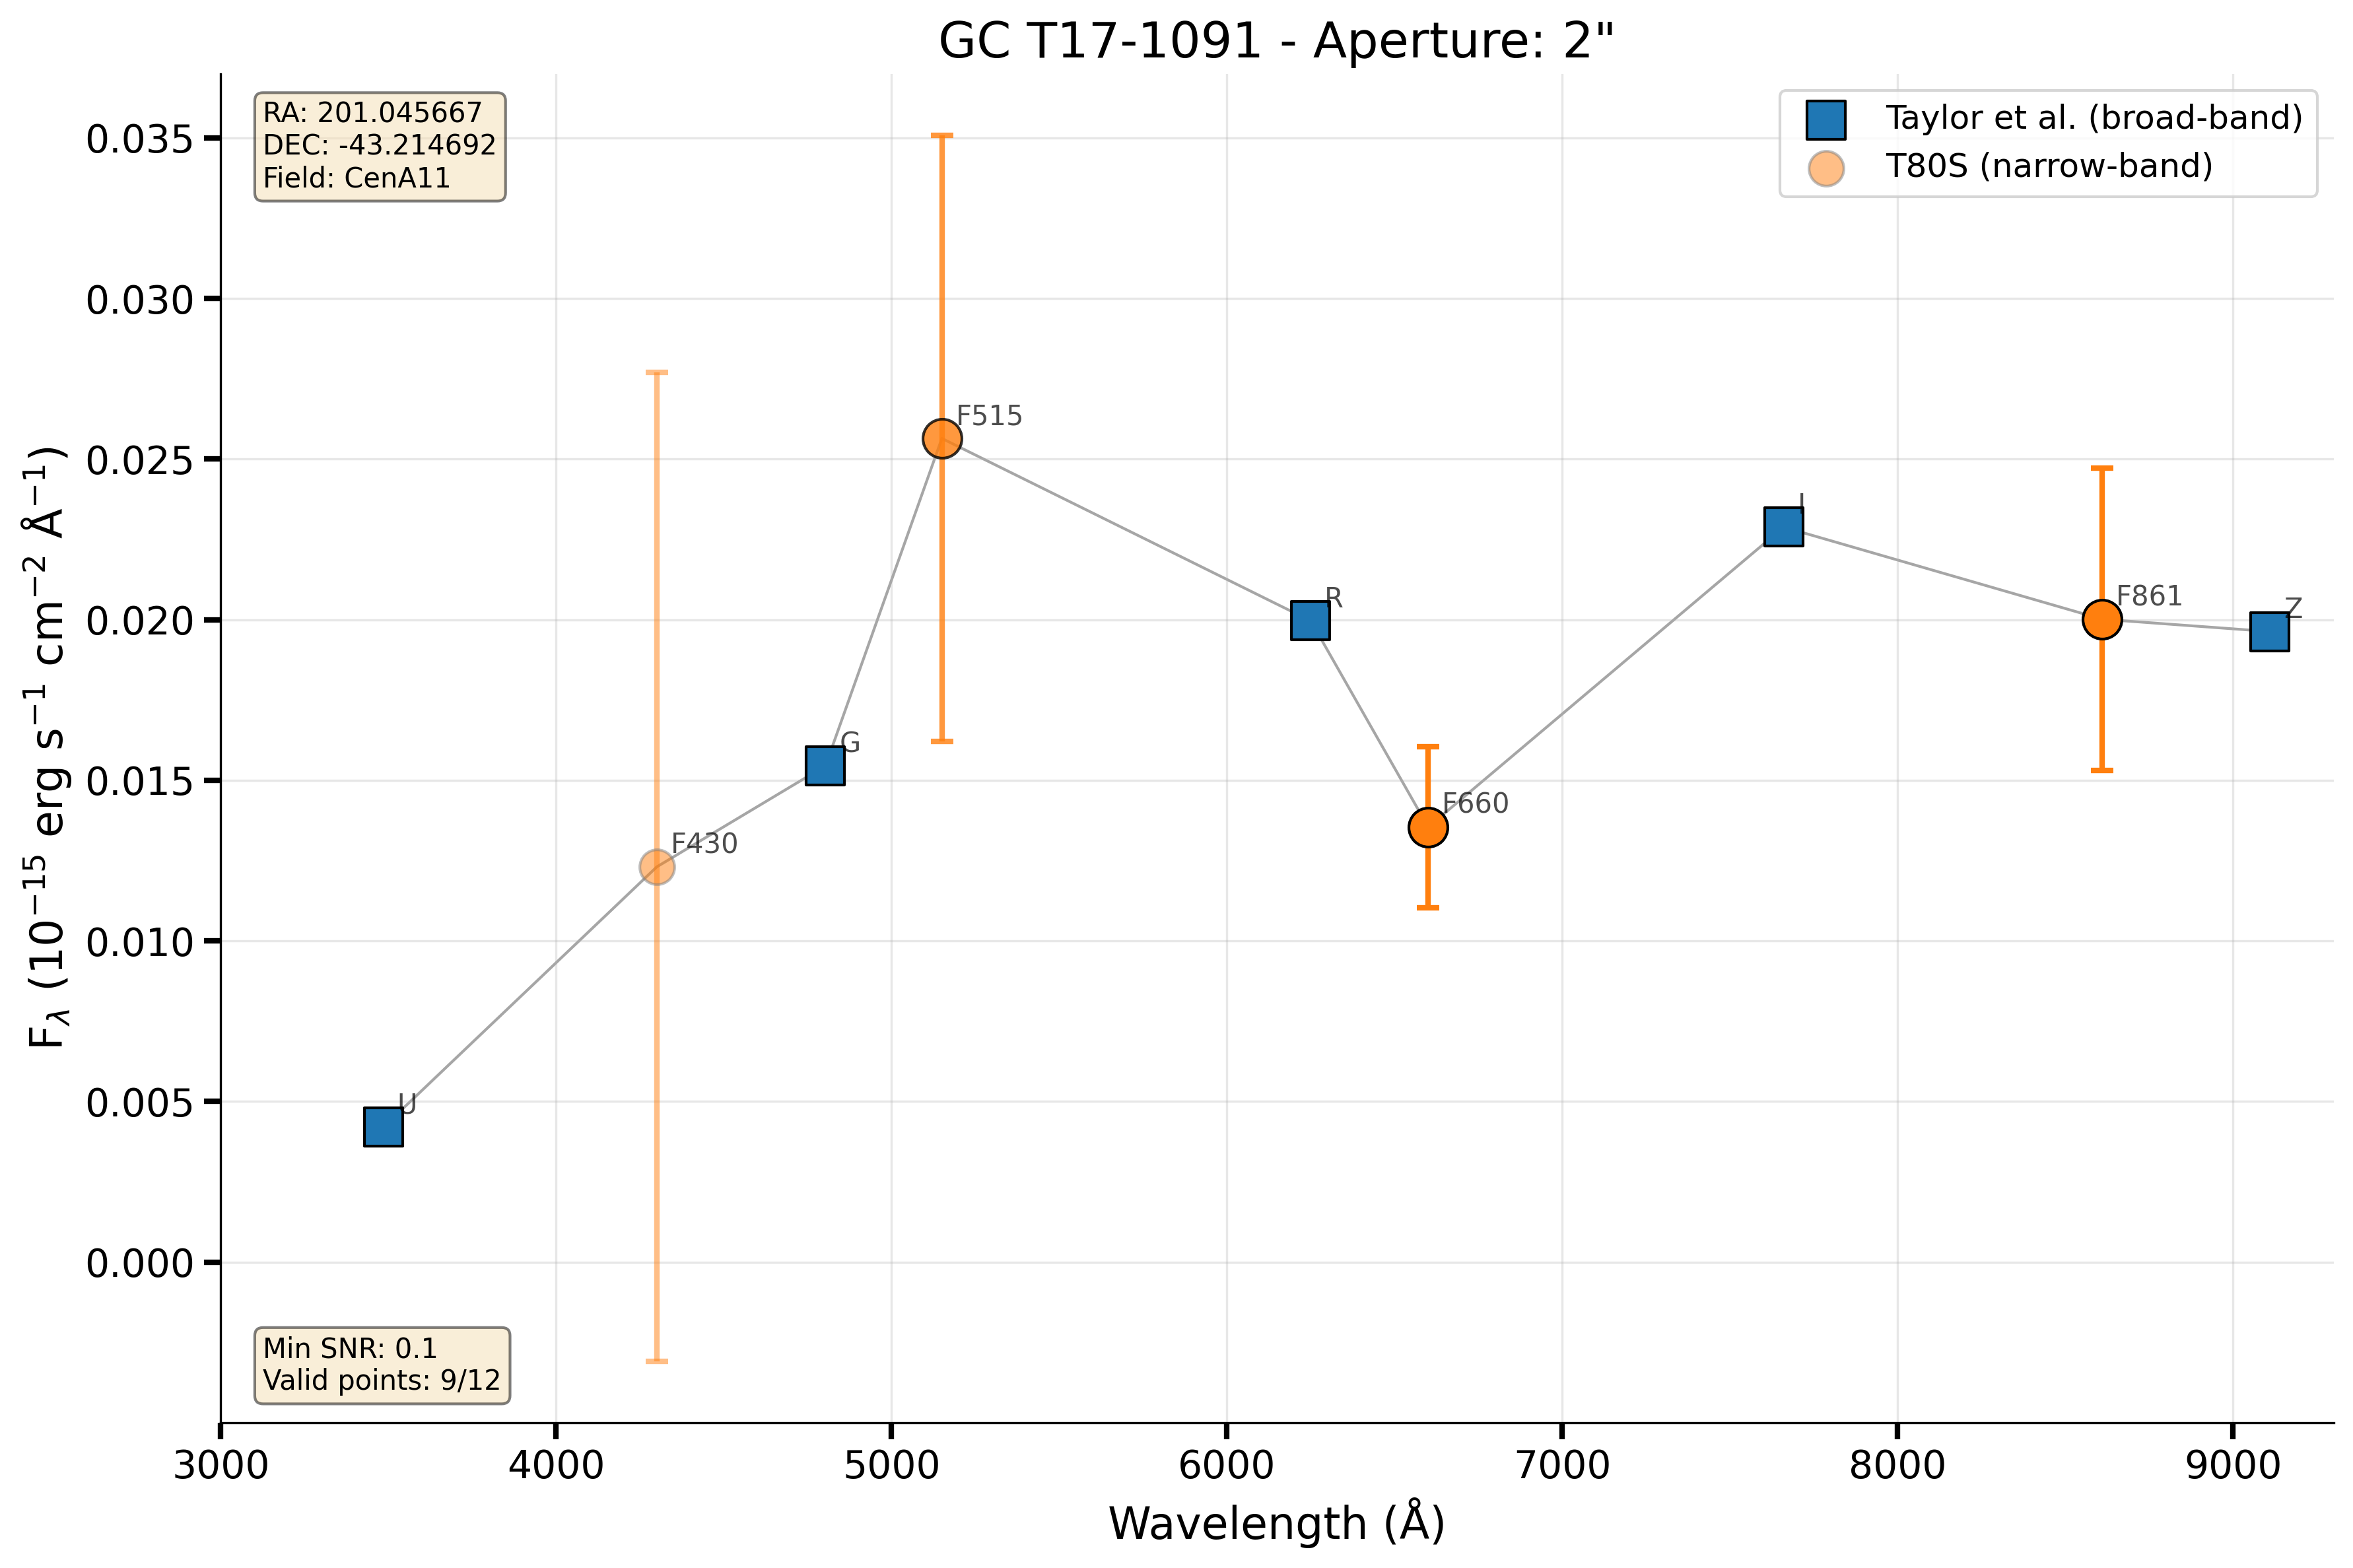 GC T17-1091 - Aperture: 2"
RA: 201.045667
DEC: -43.214692
Field: CenA11
Taylor et al. (broad-band)
T80S (narrow-band)
0.035
0.030
0.025
0.020
0.015
0.010
0.005
0.000
F515
I
R
F861
Z
G
F660
F430
U
F_λ (10⁻¹⁵ erg s⁻¹ cm⁻² Å⁻¹)
Min SNR: 0.1
Valid points: 9/12
3000 4000 5000 6000 7000 8000 9000
Wavelength (Å)